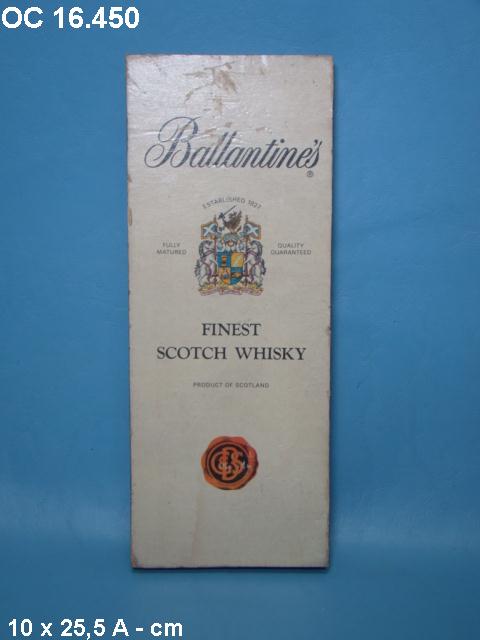 OC 16.450
Ballantine's
®
ESTABLISHED 1827
FULLY
MATURED
QUALITY
GUARANTEED
FINEST
SCOTCH WHISKY
PRODUCT OF SCOTLAND
10 x 25,5 A - cm